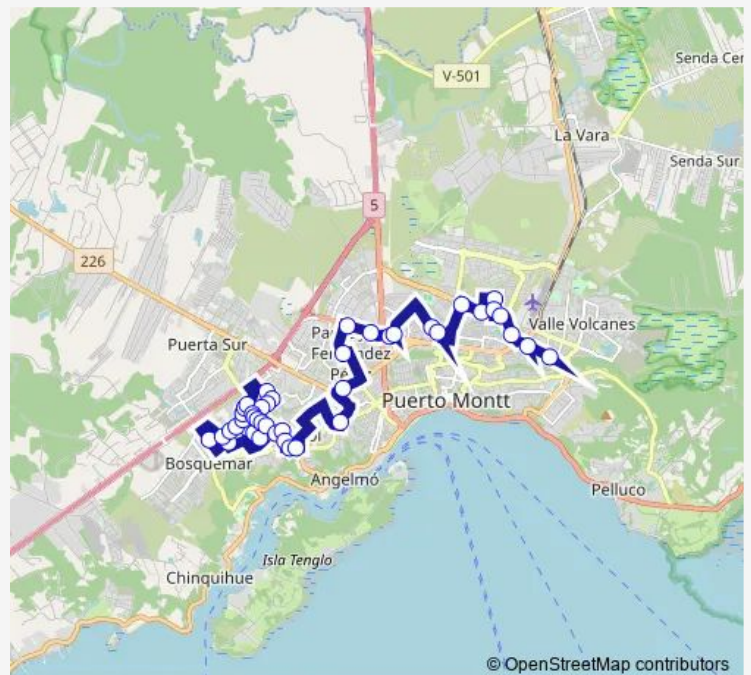 Senda Cer
V-501
La Vara
Senda Sur
5
226
Valle Volcanes
Puerta Sur
Fernández
Puerto Montt
Bosquemar
Angelmó
Pelluco
Isla Tenglo
Chinquihue
© OpenStreetMap contributors